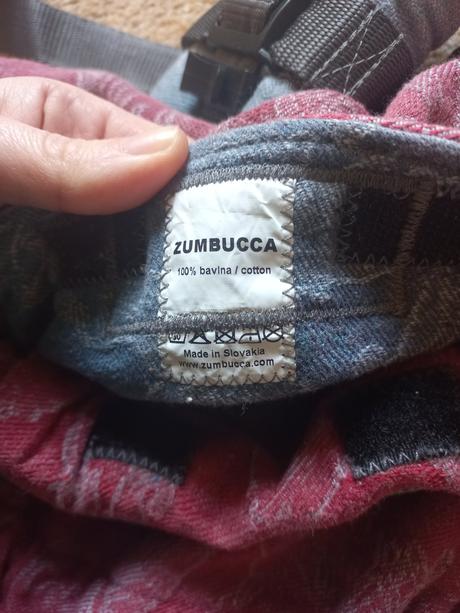 ZUMBUCCA
100% bavlna / cotton
Made in Slovakia
www.zumbucca.com